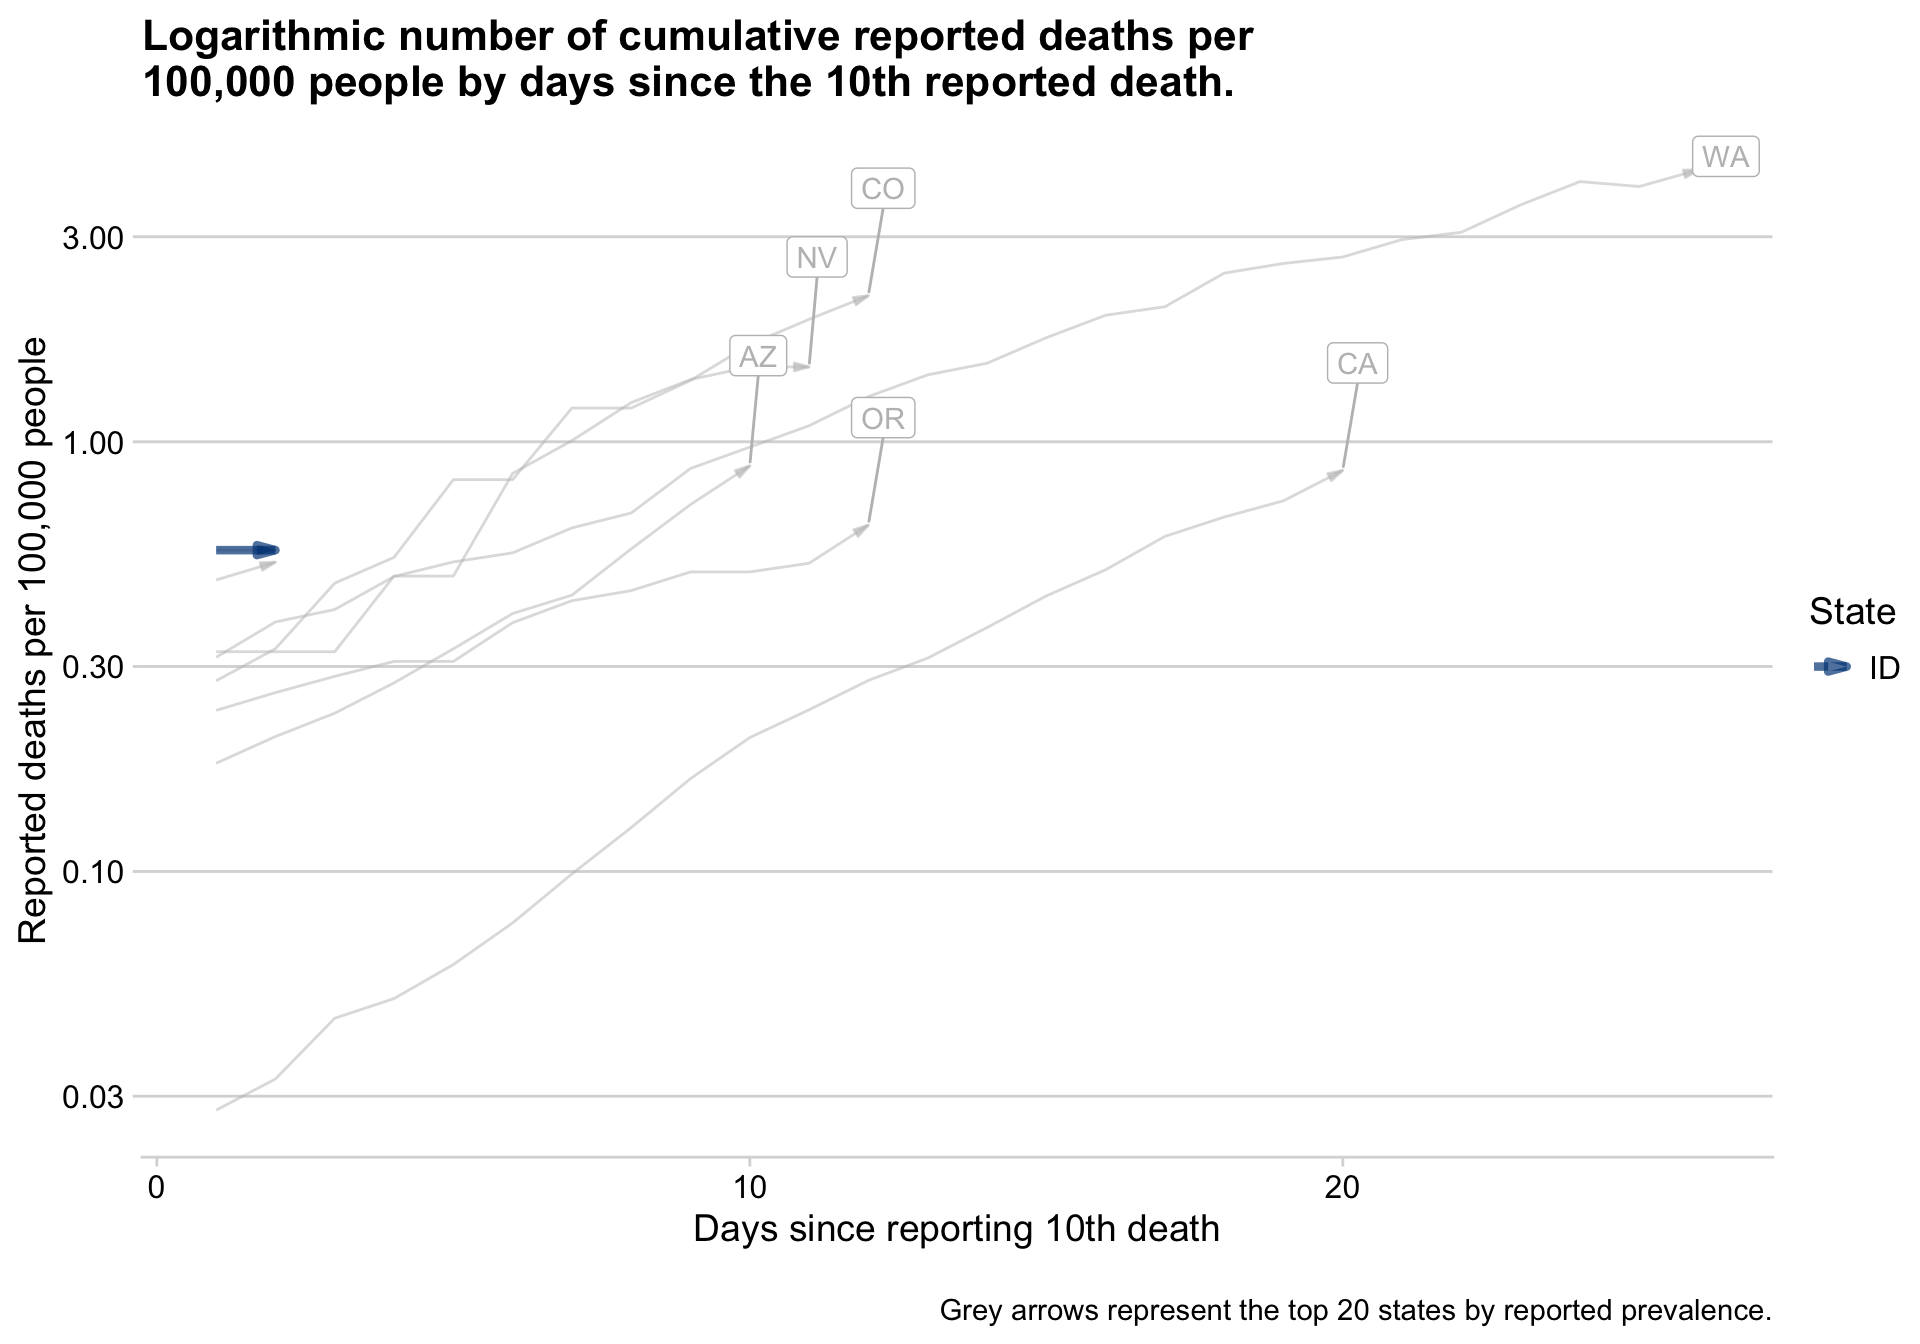 Logarithmic number of cumulative reported deaths per
100,000 people by days since the 10th reported death.
WA
CO
3.00
NV
AZ
CA
OR
1.00
Reported deaths per 100,000 people
State
ID
0.30
0.10
0.03
0
10
20
Days since reporting 10th death
Grey arrows represent the top 20 states by reported prevalence.